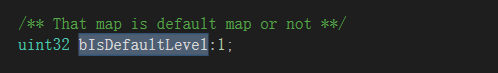 /** That map is default map or not **/
uint32 bIsDefaultLevel:1;